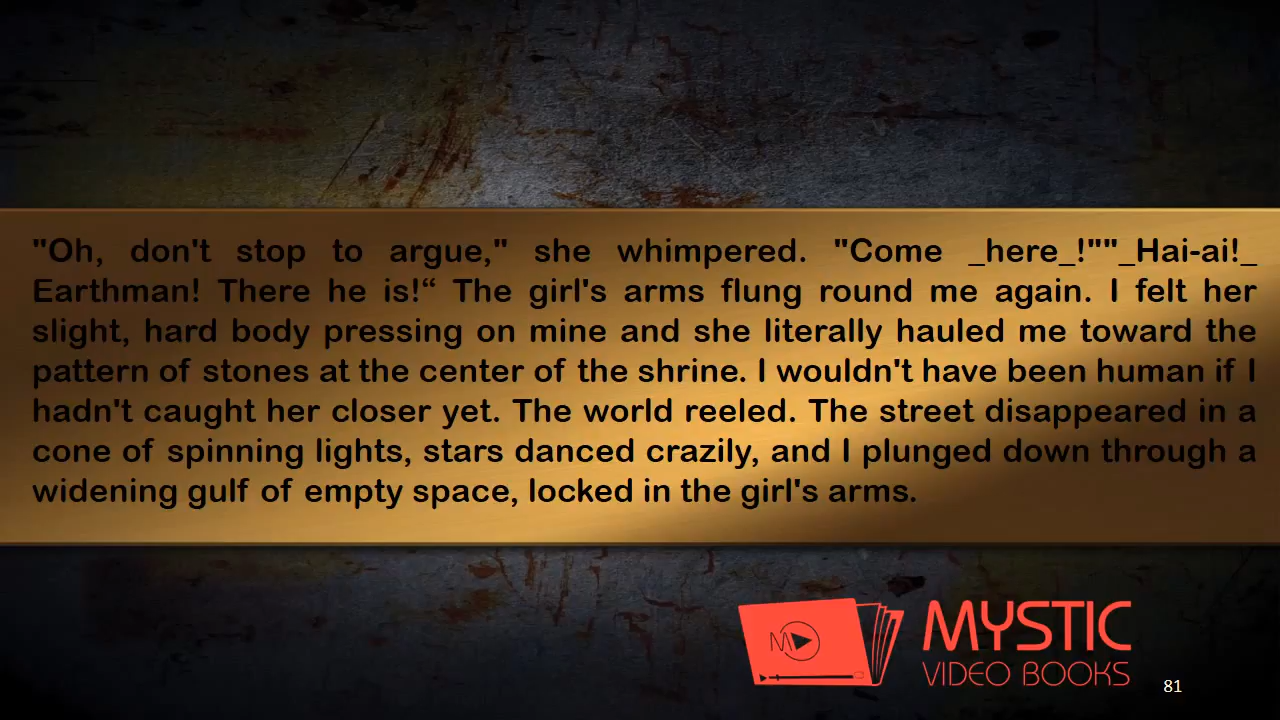 "Oh, don't stop to argue," she whimpered. "Come _here_!""_Hai-ai!_
Earthman! There he is!“ The girl's arms flung round me again. I felt her
slight, hard body pressing on mine and she literally hauled me toward the
pattern of stones at the center of the shrine. I wouldn't have been human if I
hadn't caught her closer yet. The world reeled. The street disappeared in a
cone of spinning lights, stars danced crazily, and I plunged down through a
widening gulf of empty space, locked in the girl's arms.
MYSTIC
VIDEO BOOKS
81